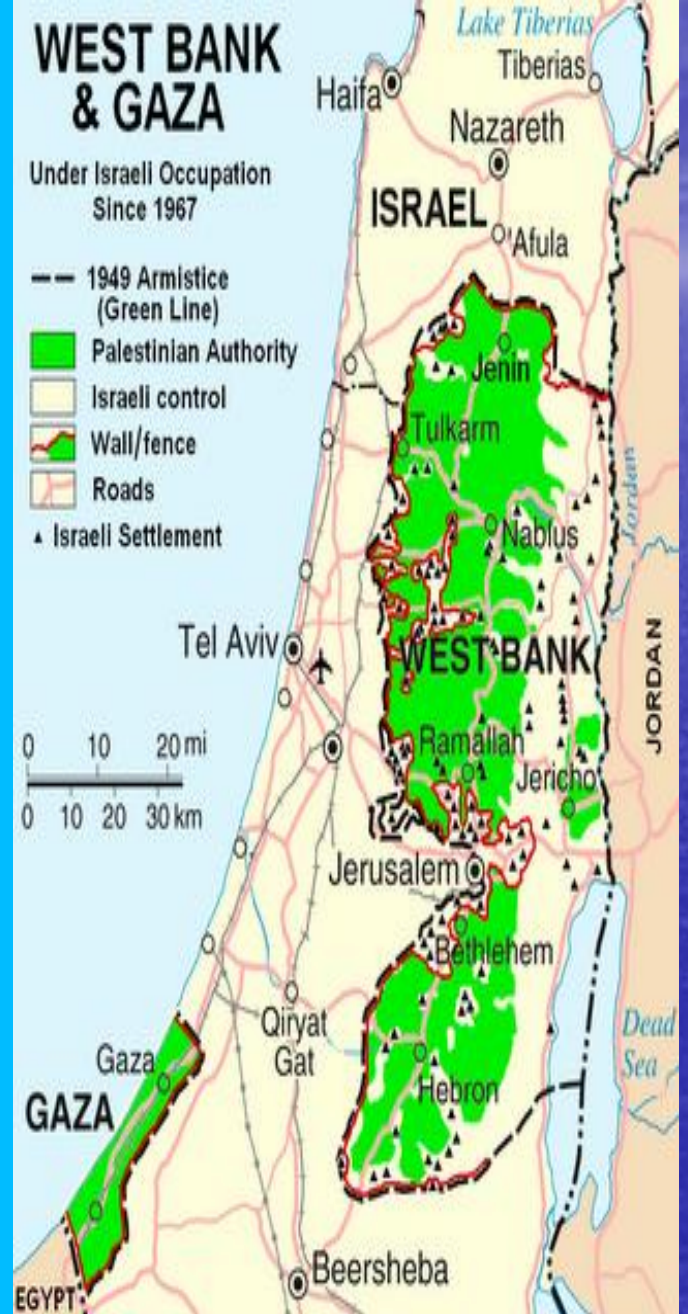 WEST BANK
& GAZA
Under Israeli Occupation
Since 1967
1949 Armistice
(Green Line)
Palestinian Authority
Israeli control
Wall/fence
Roads
Israeli Settlement
Lake Tiberias
Tiberias
Haifa
Nazareth
ISRAEL
'Afula
Jenin
Tulkarm
Jordan
Nablus
Tel Aviv
WEST BANK
JORDAN
0 10 20 mi
0 10 20 30 km
Ramallah
Jericho
Jerusalem
Bethlehem
Qiryat
Gat
Dead
Sea
Gaza
GAZA
Hebron
Beersheba
EGYPT